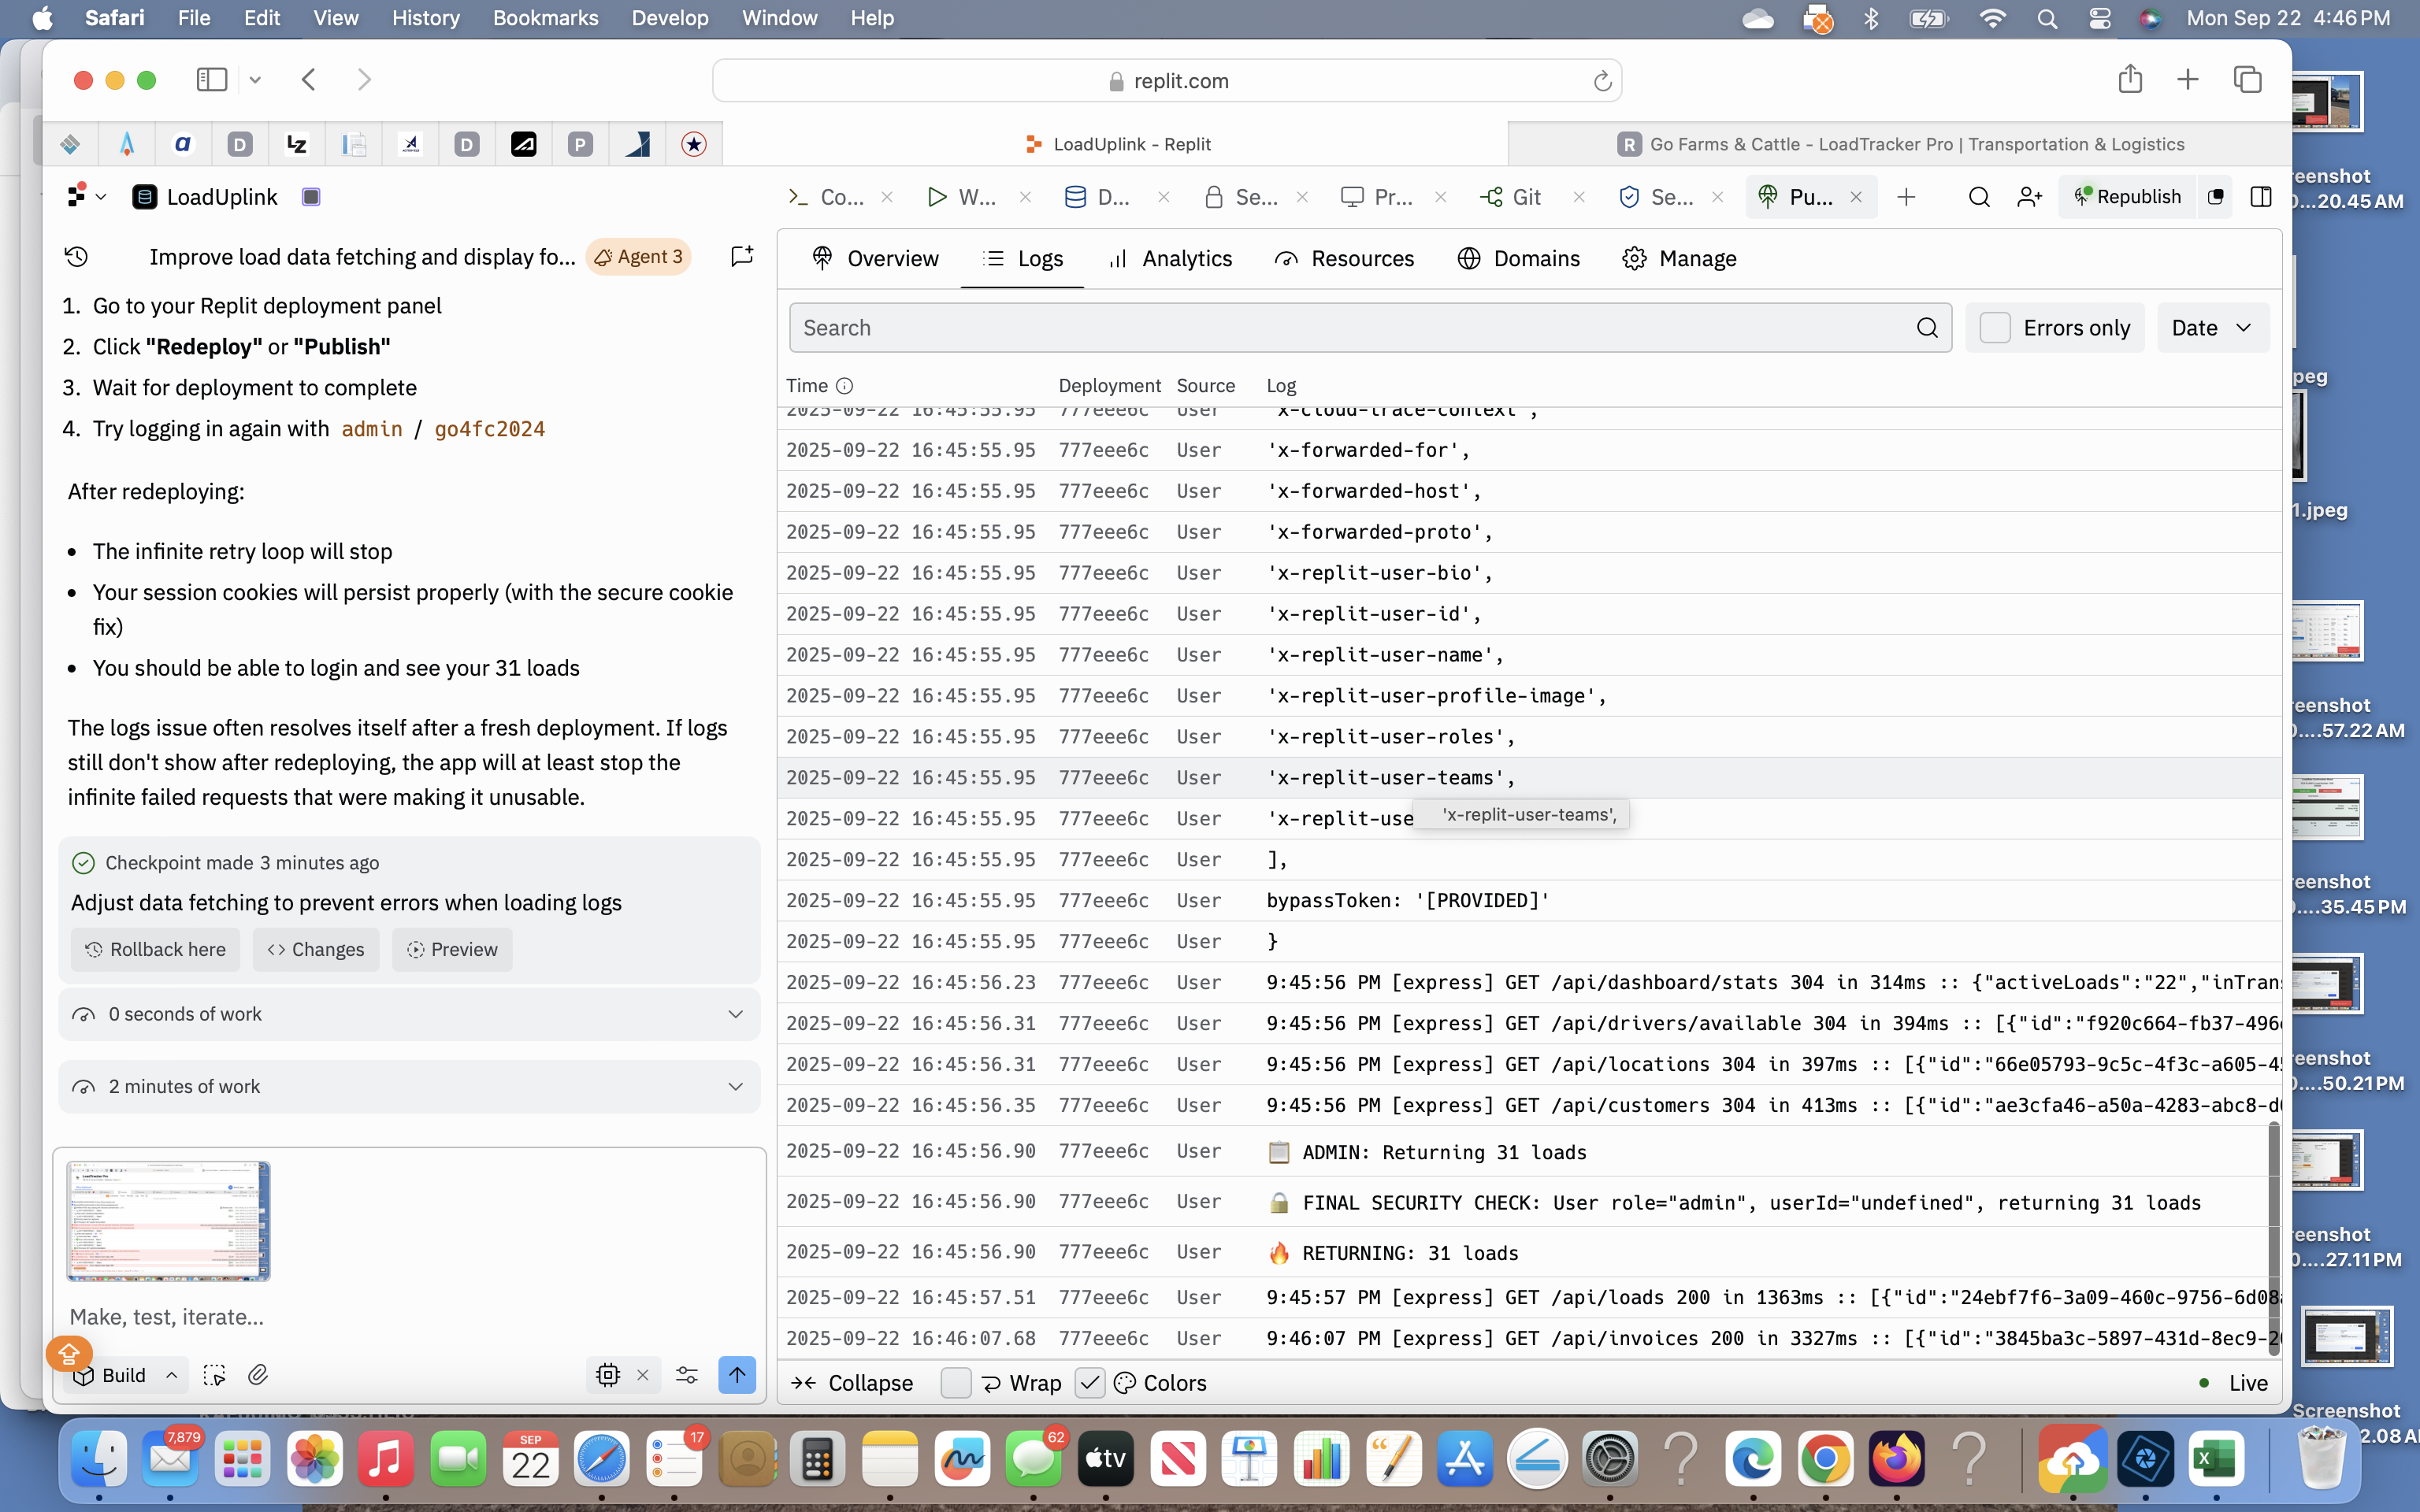 Safari File Edit View History Bookmarks Develop Window Help
Mon Sep 22 4:46 PM
replit.com
LoadUplink - Replit
Go Farms & Cattle - LoadTracker Pro | Transportation & Logistics
LoadUplink
Co... W... D... Se... Pr... Git Se... Pu... Republish
Improve load data fetching and display fo... Agent 3
1. Go to your Replit deployment panel
2. Click "Redeploy" or "Publish"
3. Wait for deployment to complete
4. Try logging in again with admin / go4fc2024
After redeploying:
• The infinite retry loop will stop
• Your session cookies will persist properly (with the secure cookie
fix)
• You should be able to login and see your 31 loads
The logs issue often resolves itself after a fresh deployment. If logs
still don't show after redeploying, the app will at least stop the
infinite failed requests that were making it unusable.
Checkpoint made 3 minutes ago
Adjust data fetching to prevent errors when loading logs
Rollback here Changes Preview
0 seconds of work
2 minutes of work
Make, test, iterate...
Build
Overview Logs Analytics Resources Domains Manage
Search
Errors only Date
Time Deployment Source Log
2025-09-22 16:45:55.95 777eee6c User 'x-cloud-trace-context',
2025-09-22 16:45:55.95 777eee6c User 'x-forwarded-for',
2025-09-22 16:45:55.95 777eee6c User 'x-forwarded-host',
2025-09-22 16:45:55.95 777eee6c User 'x-forwarded-proto',
2025-09-22 16:45:55.95 777eee6c User 'x-replit-user-bio',
2025-09-22 16:45:55.95 777eee6c User 'x-replit-user-id',
2025-09-22 16:45:55.95 777eee6c User 'x-replit-user-name',
2025-09-22 16:45:55.95 777eee6c User 'x-replit-user-profile-image',
2025-09-22 16:45:55.95 777eee6c User 'x-replit-user-roles',
2025-09-22 16:45:55.95 777eee6c User 'x-replit-user-teams',
2025-09-22 16:45:55.95 777eee6c User 'x-replit-use
'x-replit-user-teams',
2025-09-22 16:45:55.95 777eee6c User ],
2025-09-22 16:45:55.95 777eee6c User bypassToken: '[PROVIDED]'
2025-09-22 16:45:55.95 777eee6c User }
2025-09-22 16:45:56.23 777eee6c User 9:45:56 PM [express] GET /api/dashboard/stats 304 in 314ms :: {"activeLoads":"22","inTran
2025-09-22 16:45:56.31 777eee6c User 9:45:56 PM [express] GET /api/drivers/available 304 in 394ms :: [{"id":"f920c664-fb37-496
2025-09-22 16:45:56.31 777eee6c User 9:45:56 PM [express] GET /api/locations 304 in 397ms :: [{"id":"66e05793-9c5c-4f3c-a605-4
2025-09-22 16:45:56.35 777eee6c User 9:45:56 PM [express] GET /api/customers 304 in 413ms :: [{"id":"ae3cfa46-a50a-4283-abc8-d
2025-09-22 16:45:56.90 777eee6c User 📋 ADMIN: Returning 31 loads
2025-09-22 16:45:56.90 777eee6c User 🔒 FINAL SECURITY CHECK: User role="admin", userId="undefined", returning 31 loads
2025-09-22 16:45:56.90 777eee6c User 🔥 RETURNING: 31 loads
2025-09-22 16:45:57.51 777eee6c User 9:45:57 PM [express] GET /api/loads 200 in 1363ms :: [{"id":"24ebf7f6-3a09-460c-9756-6d08
2025-09-22 16:46:07.68 777eee6c User 9:46:07 PM [express] GET /api/invoices 200 in 3327ms :: [{"id":"3845ba3c-5897-431d-8ec9-2
Collapse Wrap Colors Live
reenshot
0...20.45 AM
peg
1.jpeg
reenshot
0....57.22 AM
reenshot
0....35.45 PM
reenshot
0....50.21 PM
reenshot
0....27.11 PM
Screenshot
2.08 A
7,879
SEP
22
17
62
tv